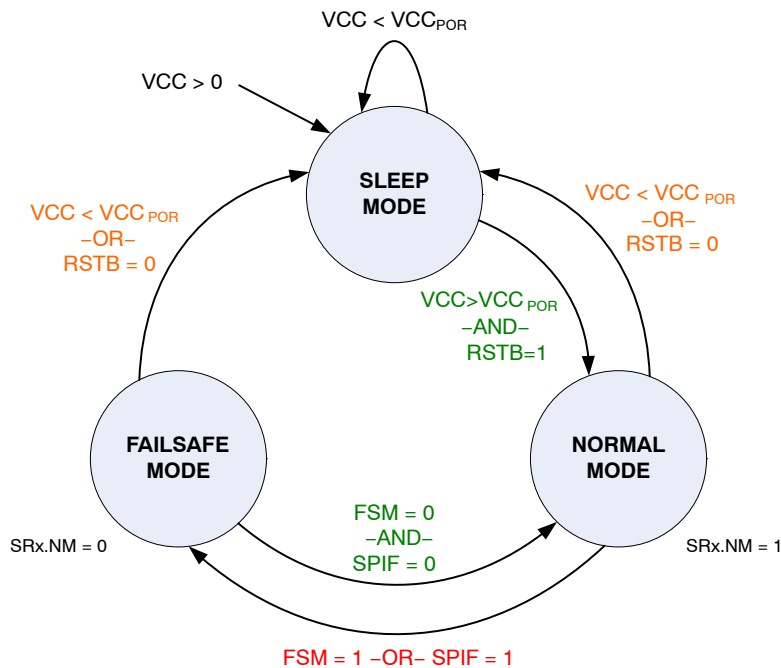 VCC < VCCPOR
VCC > 0
SLEEP
MODE
VCC < VCC POR
–OR–
RSTB = 0
VCC < VCC POR
–OR–
RSTB = 0
VCC>VCC POR
–AND–
RSTB=1
FAILSAFE
MODE
NORMAL
MODE
SRx.NM = 0
FSM = 0
–AND–
SPIF = 0
SRx.NM = 1
FSM = 1 –OR– SPIF = 1